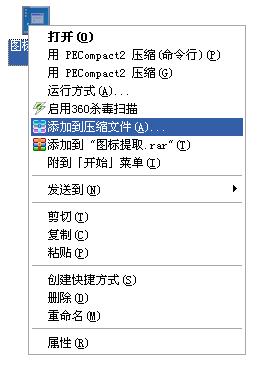 图标
打开(O)
用 PECompact2 压缩(命令行)(P)
用 PECompact2 压缩(G)
运行方式(A)...
启用360杀毒扫描
添加到压缩文件(A)...
添加到 "图标提取.rar"(T)
附到「开始」菜单(I)
发送到(N)
剪切(T)
复制(C)
粘贴(P)
创建快捷方式(S)
删除(D)
重命名(M)
属性(R)